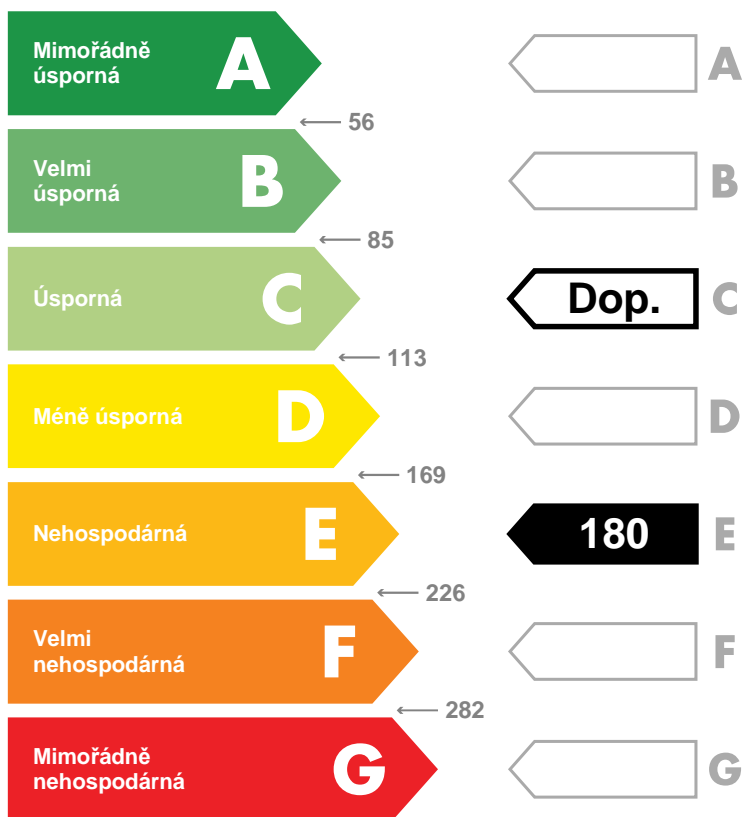 Mimořádně
úsporná
A
A
56
Velmi
úsporná
B
B
85
Úsporná
C
Dop.
C
113
Méně úsporná
D
D
169
Nehospodárná
E
180
E
226
Velmi
nehospodárná
F
F
282
Mimořádně
nehospodárná
G
G